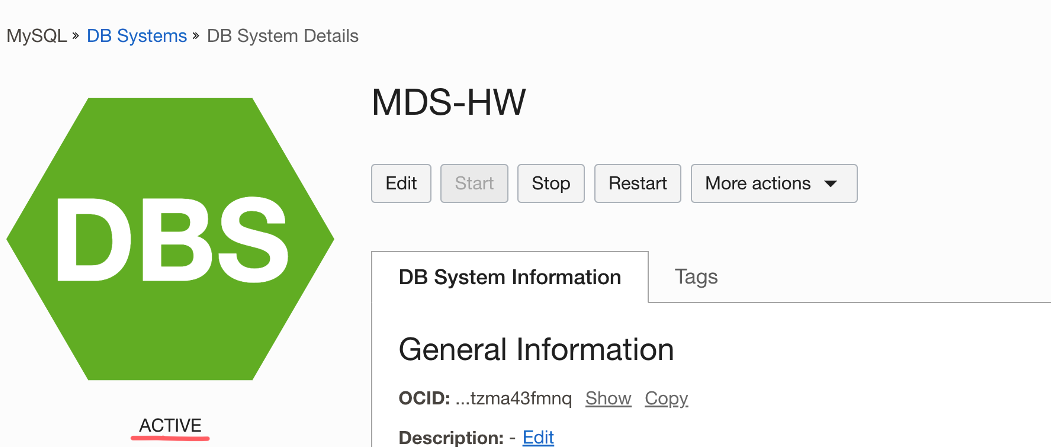 MySQL » DB Systems » DB System Details
DBS
ACTIVE
MDS-HW
Edit Start Stop Restart More actions
DB System Information Tags
General Information
OCID: ...tzma43fmnq Show Copy
Description: - Edit